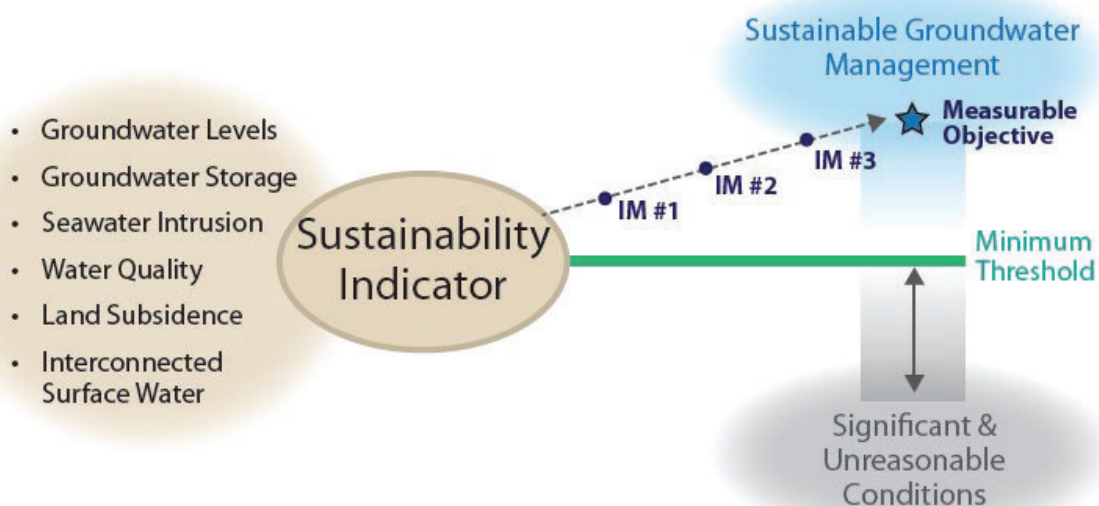 • Groundwater Levels
• Groundwater Storage
• Seawater Intrusion
• Water Quality
• Land Subsidence
• Interconnected
Surface Water
Sustainability
Indicator
IM #1
IM #2
IM #3
Sustainable Groundwater
Management
Measurable
Objective
Minimum
Threshold
Significant &
Unreasonable
Conditions